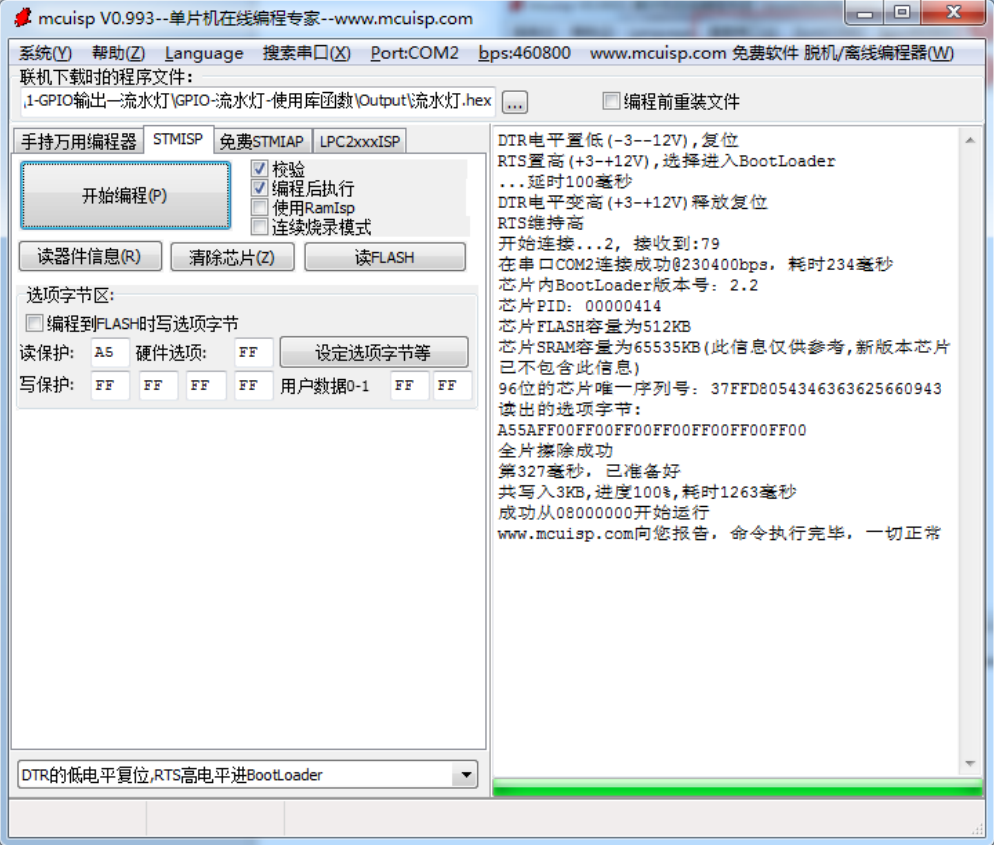 mcuisp V0.993--单片机在线编程专家--www.mcuisp.com
系统(Y) 帮助(Z) Language 搜索串口(X) Port:COM2 bps:460800 www.mcuisp.com 免费软件 脱机/离线编程器(W)
联机下载时的程序文件:
1-GPIO输出—流水灯\GPIO-流水灯-使用库函数\Output\流水灯.hex ... 编程前重装文件
手持万用编程器 STMISP 免费STMIAP LPC2xxxISP
开始编程(P)
校验
编程后执行
使用RamIsp
连续烧录模式
读器件信息(R) 清除芯片(Z) 读FLASH
选项字节区:
编程到FLASH时写选项字节
读保护: A5 硬件选项: FF 设定选项字节等
写保护: FF FF FF FF 用户数据0-1 FF FF
DTR的低电平复位,RTS高电平进BootLoader
DTR电平置低(-3--12V),复位
RTS置高(+3-+12V),选择进入BootLoader
...延时100毫秒
DTR电平变高(+3-+12V)释放复位
RTS维持高
开始连接...2, 接收到:79
在串口COM2连接成功@230400bps, 耗时234毫秒
芯片内BootLoader版本号: 2.2
芯片PID: 00000414
芯片FLASH容量为512KB
芯片SRAM容量为65535KB(此信息仅供参考,新版本芯片
已不包含此信息)
96位的芯片唯一序列号: 37FFD8054346363625660943
读出的选项字节:
A55AFF00FF00FF00FF00FF00FF00FF00
全片擦除成功
第327毫秒, 已准备好
共写入3KB,进度100%,耗时1263毫秒
成功从08000000开始运行
www.mcuisp.com向您报告, 命令执行完毕, 一切正常